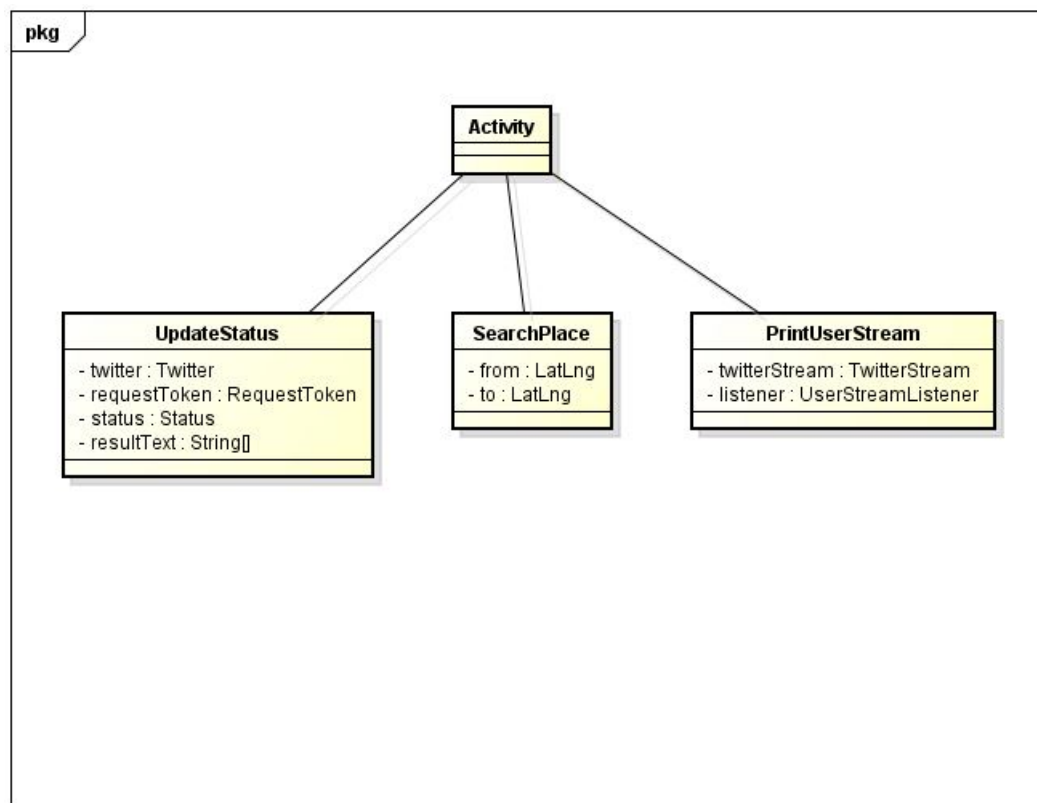 pkg
Activity
UpdateStatus
- twitter : Twitter
- requestToken : RequestToken
- status : Status
- resultText : String[]
SearchPlace
- from : LatLng
- to : LatLng
PrintUserStream
- twitterStream : TwitterStream
- listener : UserStreamListener